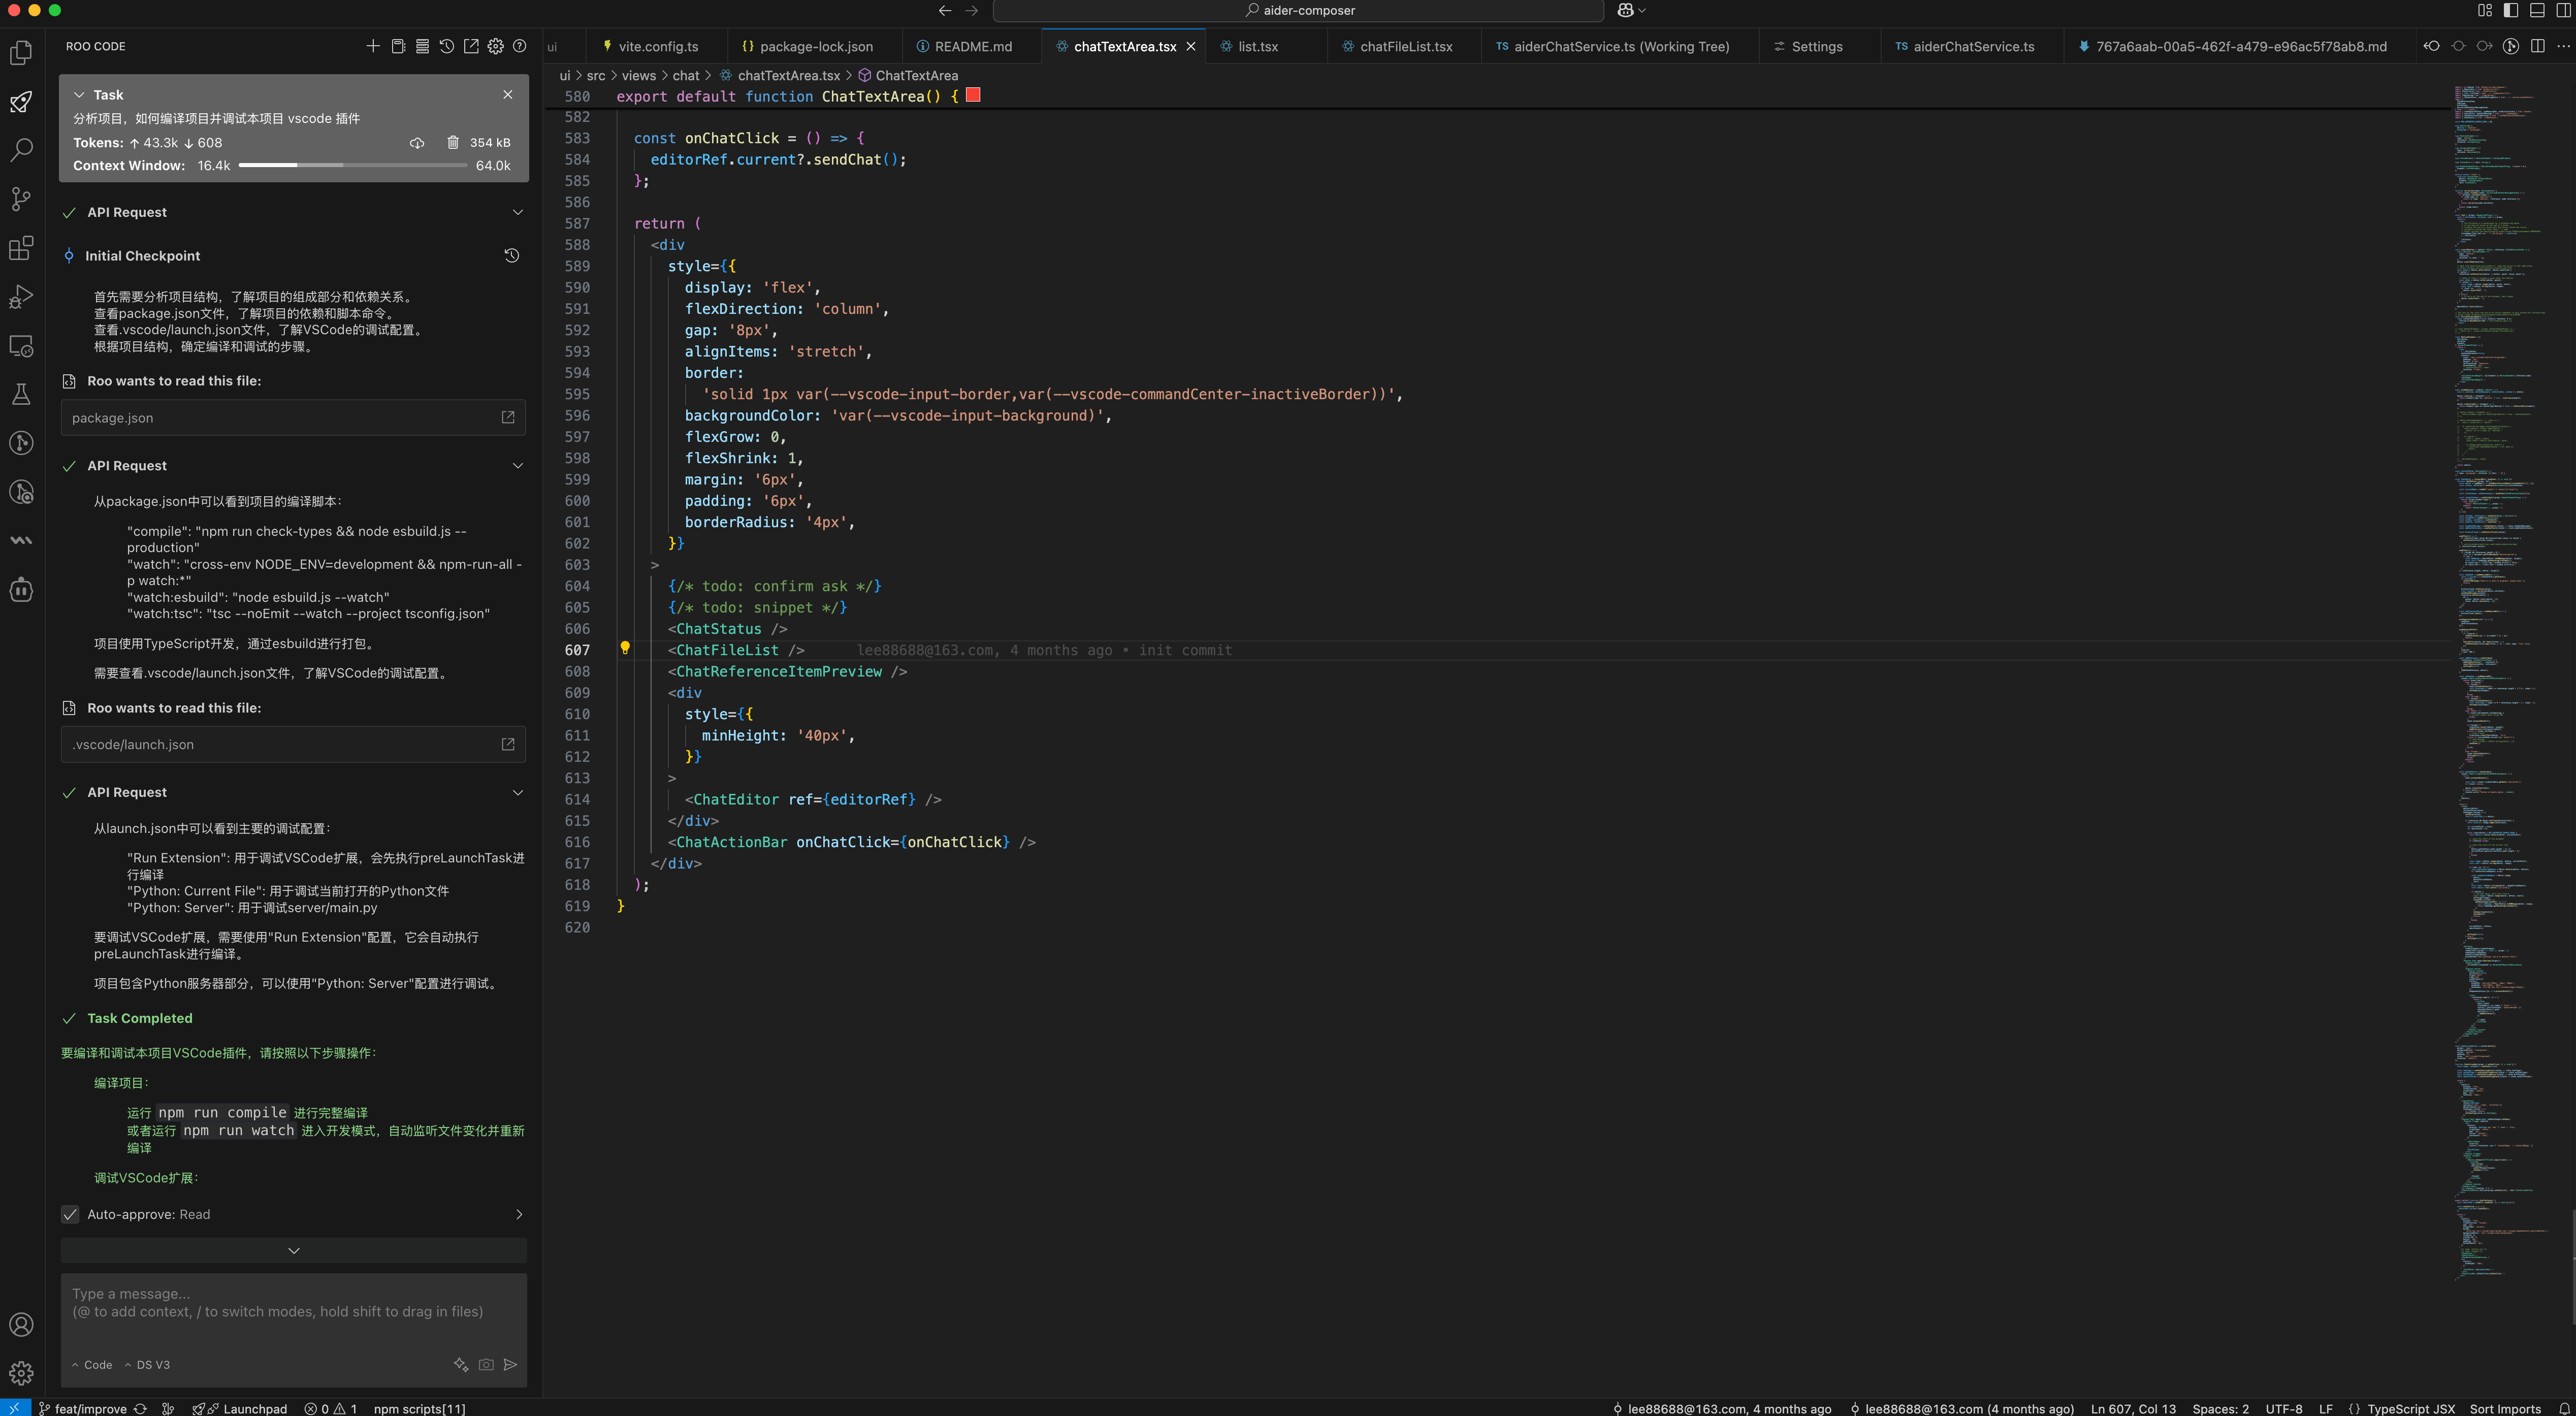 aider-composer
ROO CODE
ui
vite.config.ts
{} package-lock.json
README.md
chatTextArea.tsx
list.tsx
chatFileList.tsx
TS aiderChatService.ts (Working Tree)
Settings
TS aiderChatService.ts
767a6aab-00a5-462f-a479-e96ac5f78ab8.md
Task
分析项目，如何编译项目并调试本项目 vscode 插件
Tokens: ↑ 43.3k ↓ 608
354 kB
Context Window: 16.4k
64.0k
API Request
Initial Checkpoint
首先需要分析项目结构，了解项目的组成部分和依赖关系。
查看package.json文件，了解项目的依赖和脚本命令。
查看.vscode/launch.json文件，了解VSCode的调试配置。
根据项目结构，确定编译和调试的步骤。
Roo wants to read this file:
package.json
API Request
从package.json中可以看到项目的编译脚本：
"compile": "npm run check-types && node esbuild.js --
production"
"watch": "cross-env NODE_ENV=development && npm-run-all -
p watch:*"
"watch:esbuild": "node esbuild.js --watch"
"watch:tsc": "tsc --noEmit --watch --project tsconfig.json"
项目使用TypeScript开发，通过esbuild进行打包。
需要查看.vscode/launch.json文件，了解VSCode的调试配置。
Roo wants to read this file:
.vscode/launch.json
API Request
从launch.json中可以看到主要的调试配置：
"Run Extension": 用于调试VSCode扩展，会先执行preLaunchTask进
行编译
"Python: Current File": 用于调试当前打开的Python文件
"Python: Server": 用于调试server/main.py
要调试VSCode扩展，需要使用"Run Extension"配置，它会自动执行
preLaunchTask进行编译。
项目包含Python服务器部分，可以使用"Python: Server"配置进行调试。
Task Completed
要编译和调试本项目VSCode插件，请按照以下步骤操作：
编译项目：
运行 npm run compile 进行完整编译
或者运行 npm run watch 进入开发模式，自动监听文件变化并重新
编译
调试VSCode扩展：
Auto-approve: Read
Type a message...
(@ to add context, / to switch modes, hold shift to drag in files)
Code
DS V3
ui > src > views > chat > chatTextArea.tsx > ChatTextArea
580 export default function ChatTextArea() {
582
583 const onChatClick = () => {
584 editorRef.current?.sendChat();
585 };
586
587 return (
588 <div
589 style={{
590 display: 'flex',
591 flexDirection: 'column',
592 gap: '8px',
593 alignItems: 'stretch',
594 border:
595 'solid 1px var(--vscode-input-border,var(--vscode-commandCenter-inactiveBorder))',
596 backgroundColor: 'var(--vscode-input-background)',
597 flexGrow: 0,
598 flexShrink: 1,
599 margin: '6px',
600 padding: '6px',
601 borderRadius: '4px',
602 }}
603 >
604 {/* todo: confirm ask */}
605 {/* todo: snippet */}
606 <ChatStatus />
607 <ChatFileList /> lee88688@163.com, 4 months ago • init commit
608 <ChatReferenceItemPreview />
609 <div
610 style={{
611 minHeight: '40px',
612 }}
613 >
614 <ChatEditor ref={editorRef} />
615 </div>
616 <ChatActionBar onChatClick={onChatClick} />
617 </div>
618 );
619 }
620
feat/improve
Launchpad
0
1
npm scripts[11]
lee88688@163.com, 4 months ago
lee88688@163.com (4 months ago)
Ln 607, Col 13
Spaces: 2
UTF-8
LF
{} TypeScript JSX
Sort Imports